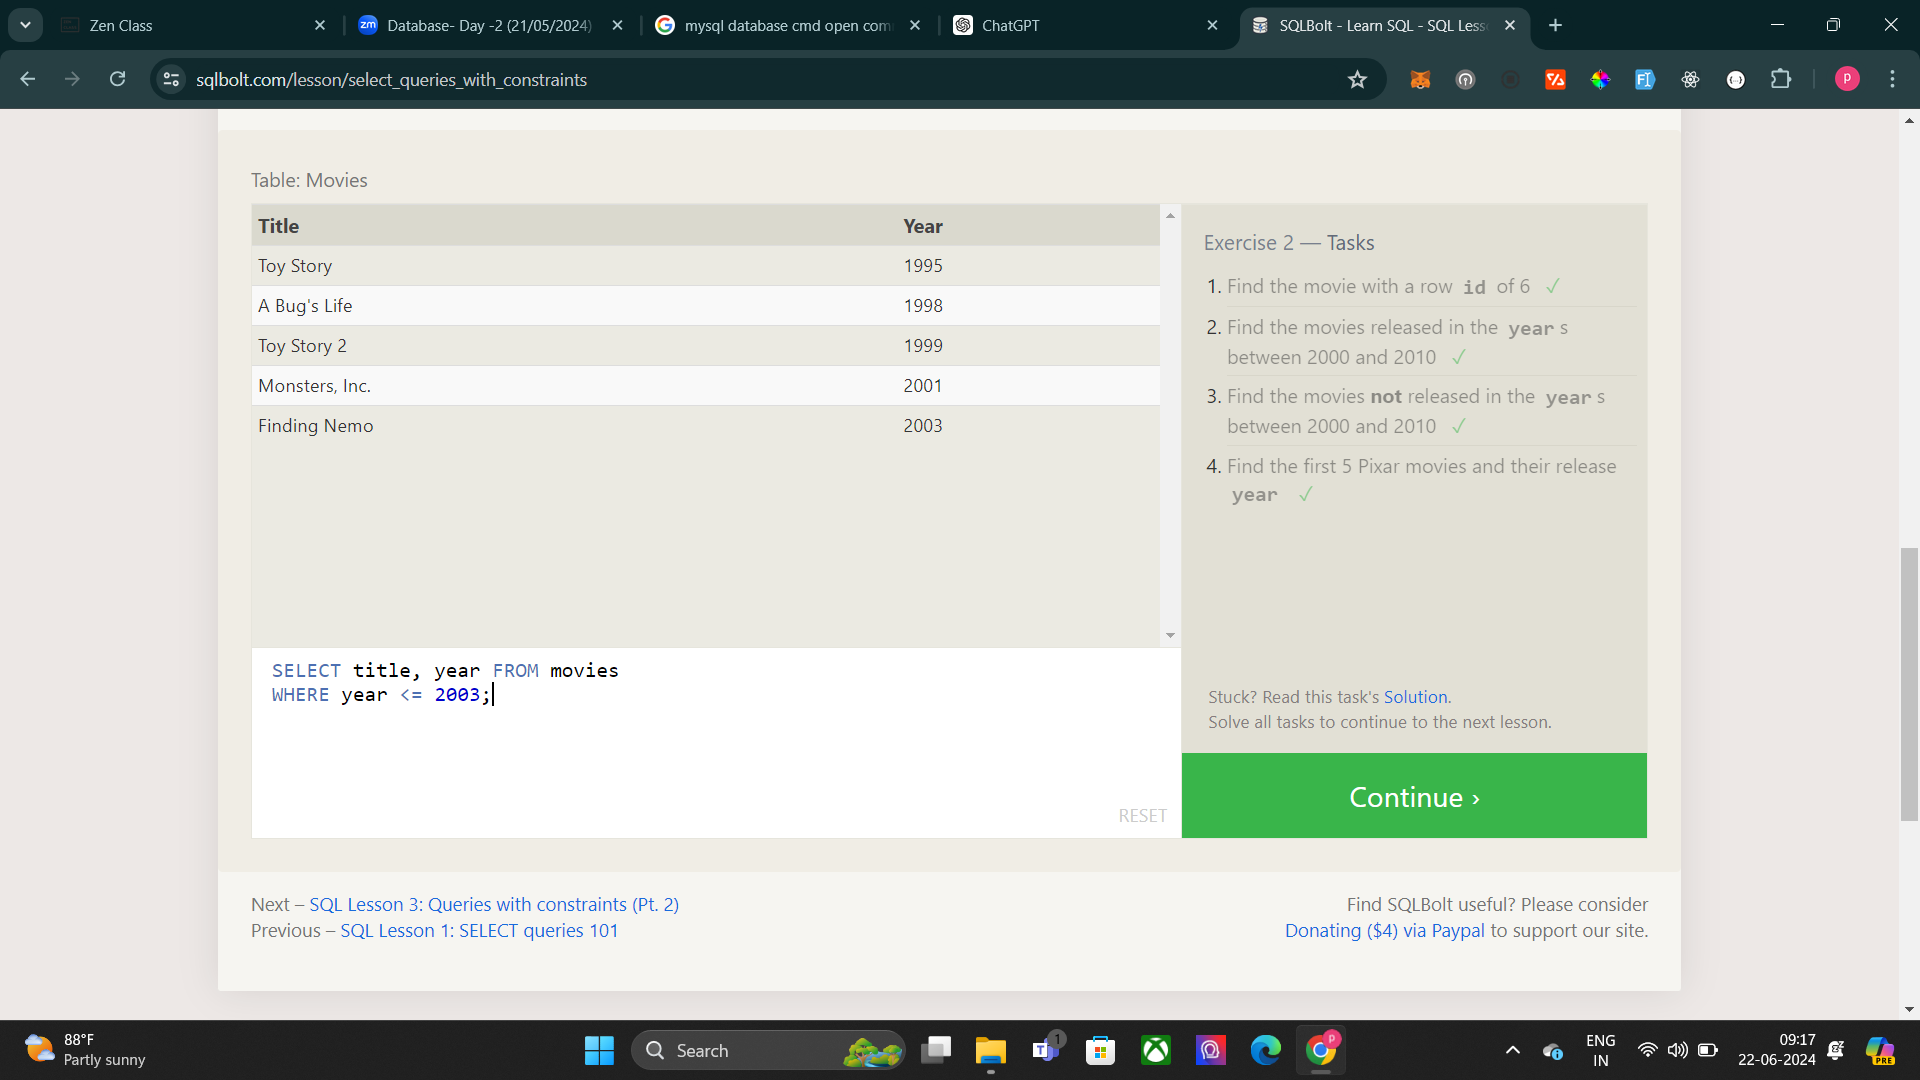 Zen Class
zm Database- Day -2 (21/05/2024)
mysql database cmd open com
ChatGPT
SQLBolt - Learn SQL - SQL Less
sqlbolt.com/lesson/select_queries_with_constraints
P
Table: Movies
Title Year
Toy Story 1995
A Bug's Life 1998
Toy Story 2 1999
Monsters, Inc. 2001
Finding Nemo 2003
Exercise 2 — Tasks
1. Find the movie with a row id of 6 ✓
2. Find the movies released in the year s
between 2000 and 2010 ✓
3. Find the movies not released in the year s
between 2000 and 2010 ✓
4. Find the first 5 Pixar movies and their release
year ✓
SELECT title, year FROM movies
WHERE year <= 2003;
RESET
Stuck? Read this task's Solution.
Solve all tasks to continue to the next lesson.
Continue ›
Next – SQL Lesson 3: Queries with constraints (Pt. 2)
Previous – SQL Lesson 1: SELECT queries 101
Find SQLBolt useful? Please consider
Donating ($4) via Paypal to support our site.
88°F
Partly sunny
Search
1
P
ENG
IN
09:17
22-06-2024
PRE